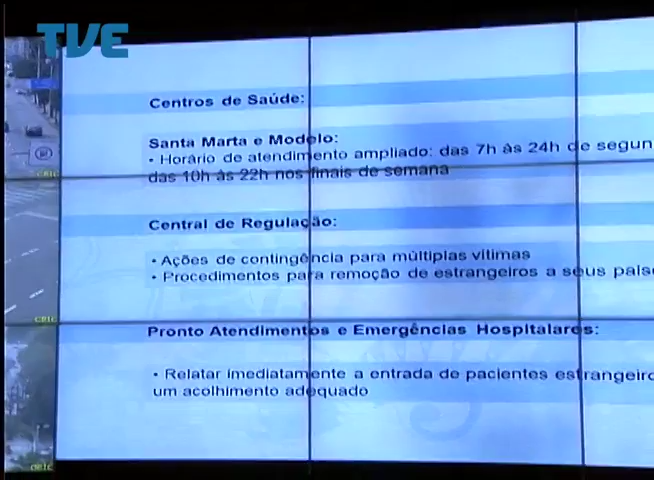 TVE
Centros de Saúde:
Santa Marta e Modelo:
• Horário de atendimento ampliado: das 7h às 24h de segun
das 10h às 22h nos finais de semana
Central de Regulação:
• Ações de contingência para múltiplas vítimas
• Procedimentos para remoção de estrangeiros a seus país
Pronto Atendimentos e Emergências Hospitalares:
• Relatar imediatamente a entrada de pacientes estrangeiro
um acolhimento adequado